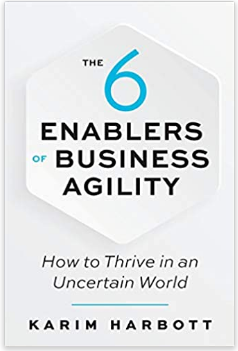 THE 6
ENABLERS
OF BUSINESS
AGILITY
How to Thrive in an
Uncertain World
KARIM HARBOTT